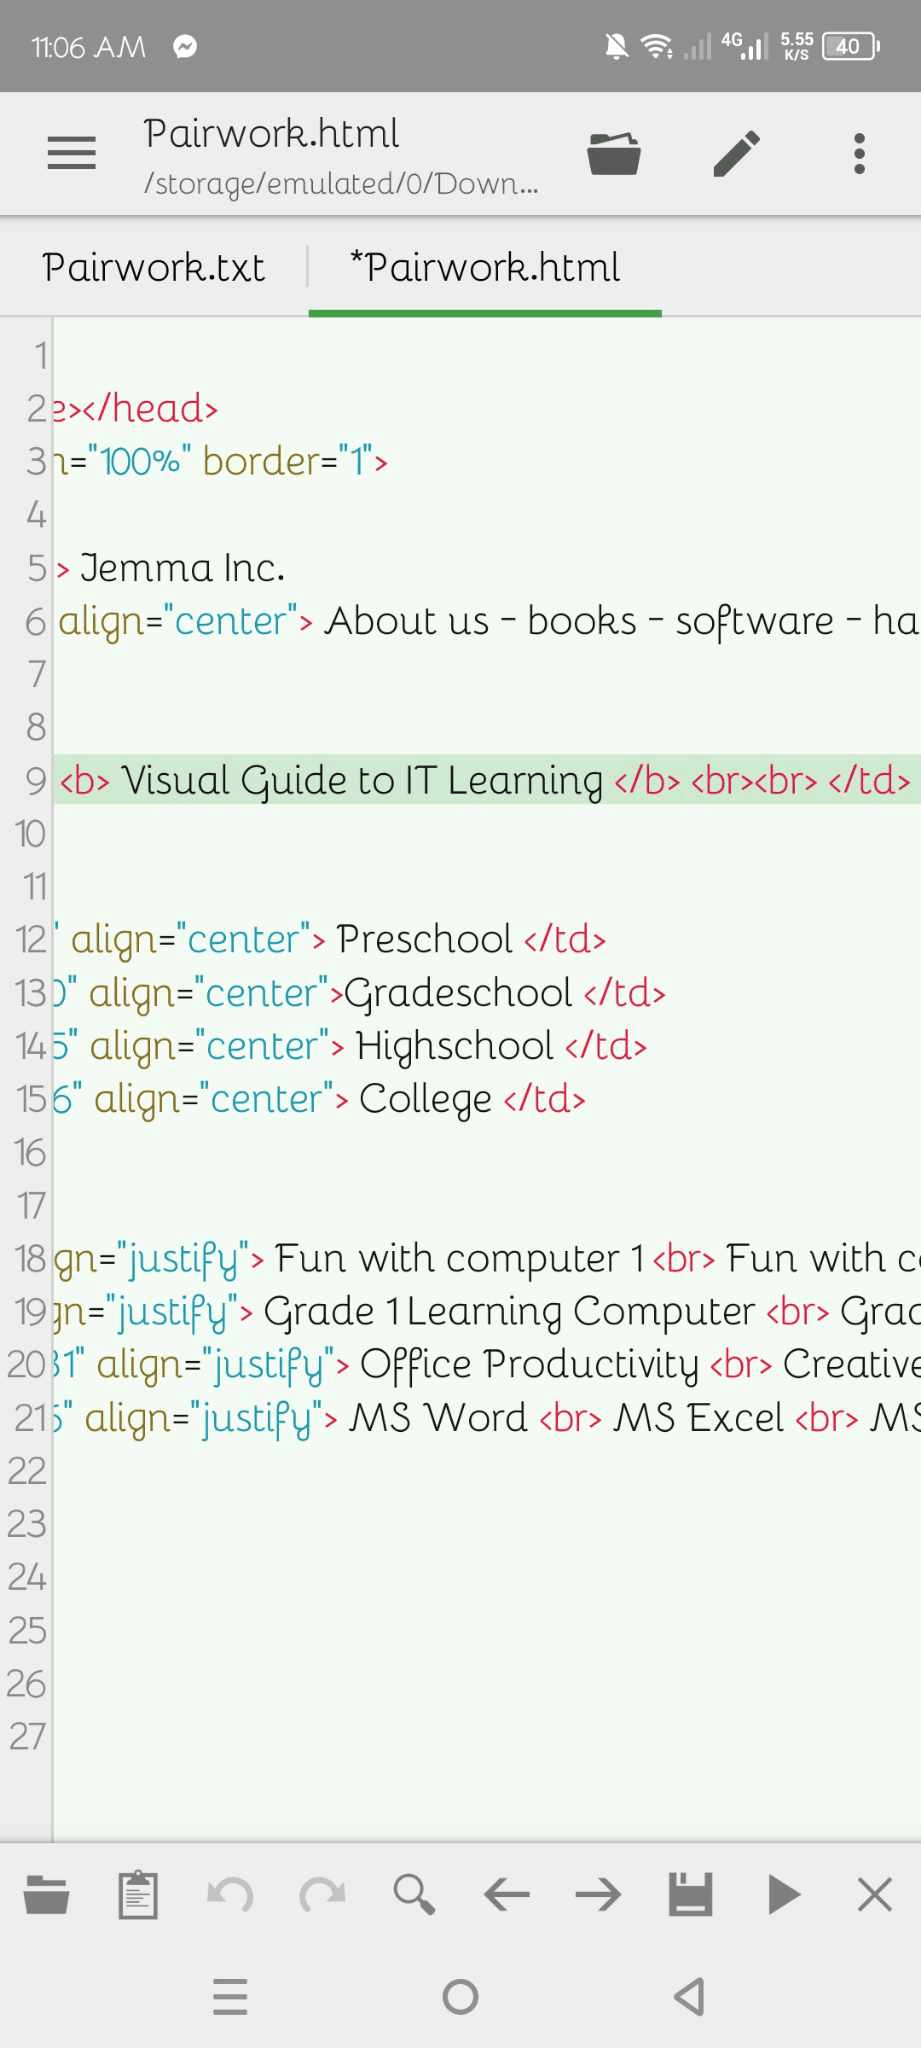 11:06 AM
4G
5.55 K/S
40
Pairwork.html
/storage/emulated/0/Down...
Pairwork.txt
*Pairwork.html
1
2 e></head>
3 h="100%" border="1">
4
5 > Jemma Inc.
6 align="center"> About us - books - software - ha
7
8
9 <b> Visual Guide to IT Learning </b> <br><br> </td>
10
11
12 " align="center"> Preschool </td>
13 0" align="center">Gradeschool </td>
14 5" align="center"> Highschool </td>
15 6" align="center"> College </td>
16
17
18 gn="justify"> Fun with computer 1 <br> Fun with co
19 gn="justify"> Grade 1 Learning Computer <br> Grad
20 31" align="justify"> Office Productivity <br> Creative
21 5" align="justify"> MS Word <br> MS Excel <br> MS
22
23
24
25
26
27